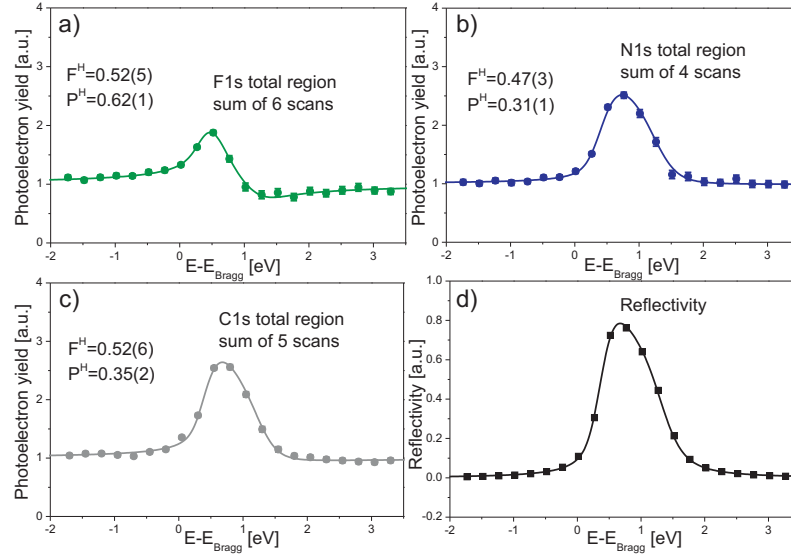 a)
F^H=0.52(5)
P^H=0.62(1)
F1s total region
sum of 6 scans
Photoelectron yield [a.u.]
4
3
2
1
0
-2 -1 0 1 2 3
E-E_Bragg [eV]
b)
F^H=0.47(3)
P^H=0.31(1)
N1s total region
sum of 4 scans
Photoelectron yield [a.u.]
4
3
2
1
0
-2 -1 0 1 2 3
E-E_Bragg [eV]
c)
F^H=0.52(6)
P^H=0.35(2)
C1s total region
sum of 5 scans
Photoelectron yield [a.u.]
4
3
2
1
0
-2 -1 0 1 2 3
E-E_Bragg [eV]
d)
Reflectivity
Reflectivity [a.u.]
1.0
0.8
0.6
0.4
0.2
0.0
-0.2
-2 -1 0 1 2 3
E-E_Bragg [eV]